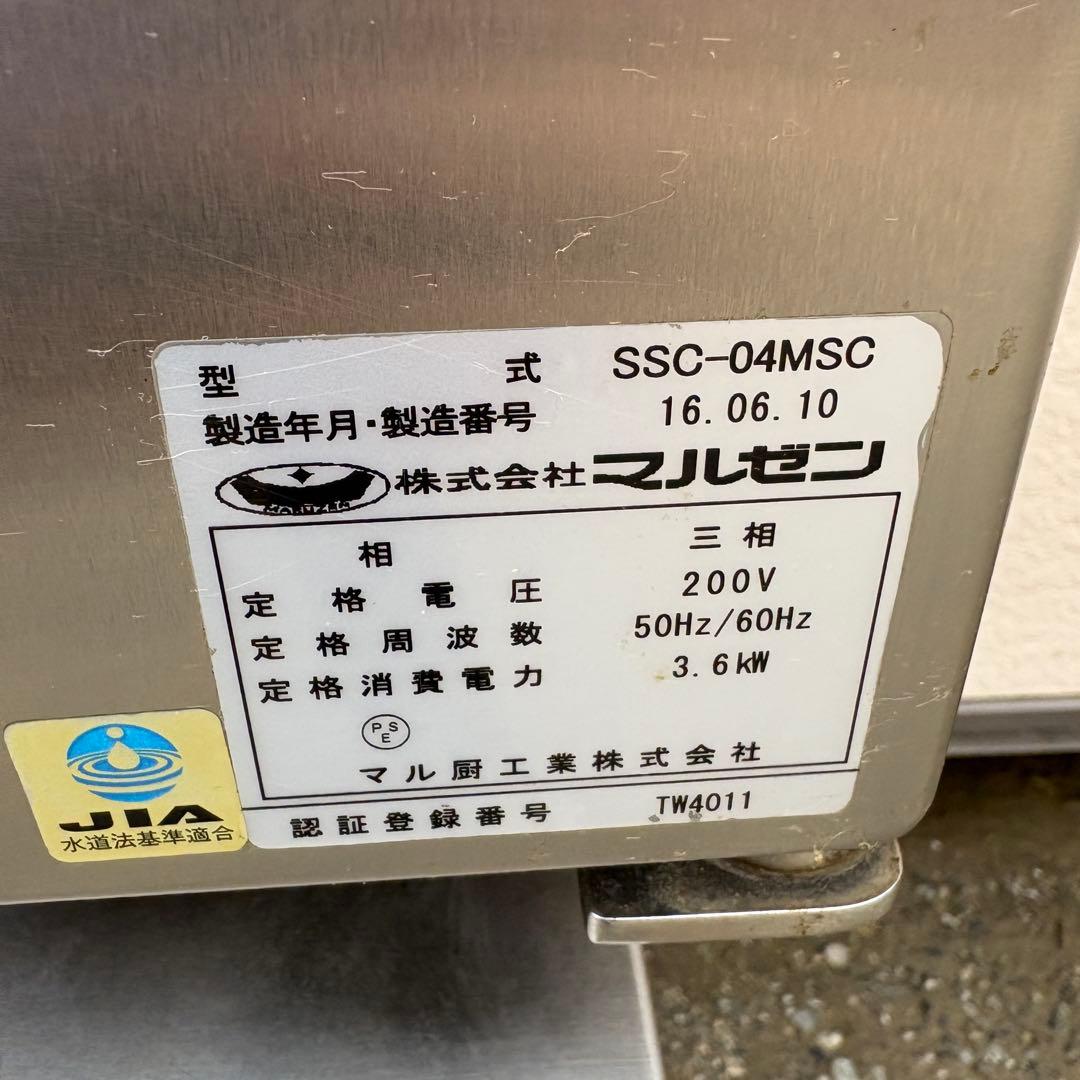 型式 SSC-04MSC
製造年月・製造番号 16.06.10
MARUZEN 株式会社マルゼン
相 三相
定格電圧 200V
定格周波数 50Hz/60Hz
定格消費電力 3.6kW
PSE
マル厨工業株式会社
認証登録番号 TW4011
JIA
水道法基準適合